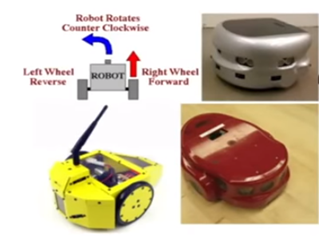 Robot Rotates
Counter Clockwise
Left Wheel
Reverse
ROBOT
Right Wheel
Forward